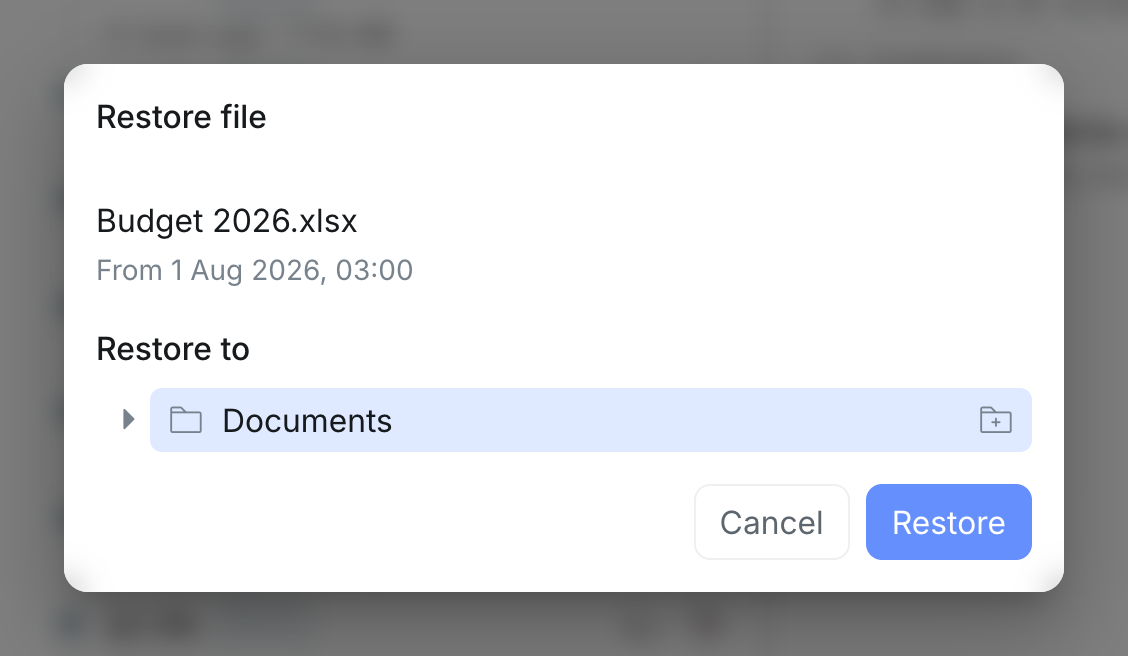 Restore file
Budget 2026.xlsx
From 1 Aug 2026, 03:00
Restore to
Documents
Cancel
Restore